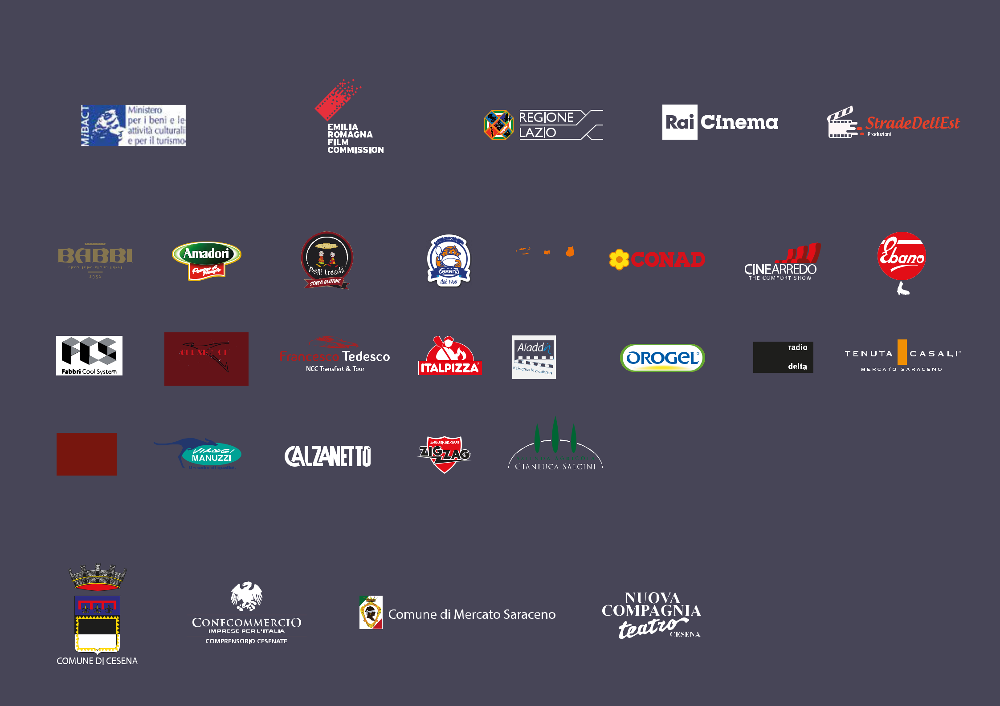 MiBACT
Ministero
per i beni e le
attività culturali
e per il turismo
EMILIA
ROMAGNA
FILM
COMMISSION
REGIONE
LAZIO
Rai Cinema
StradeDellEst
Produzioni
BABBI
PICCOLI PIACERI QUOTIDIANI
1952
Amadori
Passione di
Famiglia
Belli Freschi
SENZA GLUTINE
cesena
dal 1959
CONAD
CINEARREDO
THE COMFORT SHOW
Ebano
FCS
Fabbri Cool System
Francesco Tedesco
NCC Transfert & Tour
ITALPIZZA
Aladdin
il cinema in evidenza
OROGEL®
radio
delta
TENUTA CASALI
MERCATO SARACENO
VIAGGI
MANUZZI
Un salto di qualità.
CALZANETTO
LA GUARDIA DEL CORPO
ZIGZAG
AZIENDA AGRICOLA
GIANLUCA SALCINI
COMUNE DI CESENA
CONFCOMMERCIO
IMPRESE PER L'ITALIA
COMPRENSORIO CESENATE
Comune di Mercato Saraceno
NUOVA
COMPAGNIA
teatro
CESENA